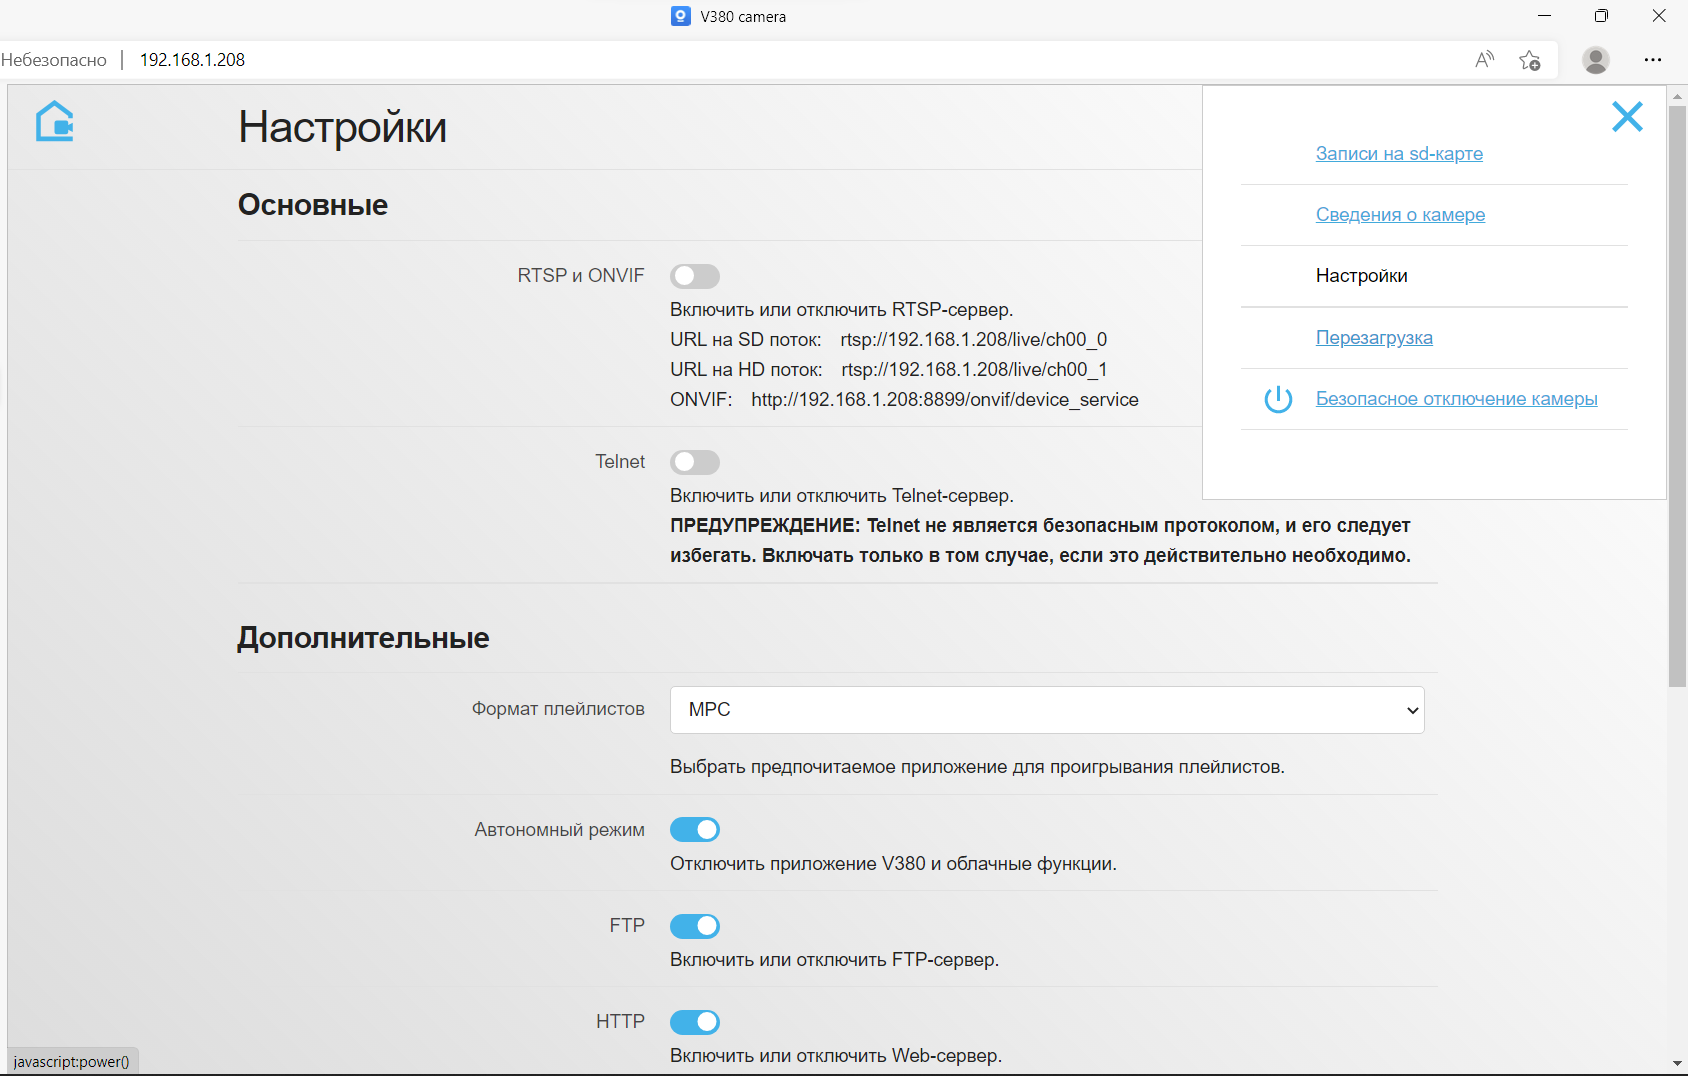 V380 camera
Небезопасно
192.168.1.208
Настройки
Основные
RTSP и ONVIF
Включить или отключить RTSP-сервер.
URL на SD поток: rtsp://192.168.1.208/live/ch00_0
URL на HD поток: rtsp://192.168.1.208/live/ch00_1
ONVIF: http://192.168.1.208:8899/onvif/device_service
Telnet
Включить или отключить Telnet-сервер.
ПРЕДУПРЕЖДЕНИЕ: Telnet не является безопасным протоколом, и его следует
избегать. Включать только в том случае, если это действительно необходимо.
Записи на sd-карте
Сведения о камере
Настройки
Перезагрузка
Безопасное отключение камеры
Дополнительные
Формат плейлистов
MPC
Выбрать предпочитаемое приложение для проигрывания плейлистов.
Автономный режим
Отключить приложение V380 и облачные функции.
FTP
Включить или отключить FTP-сервер.
HTTP
Включить или отключить Web-сервер.
javascript:power()